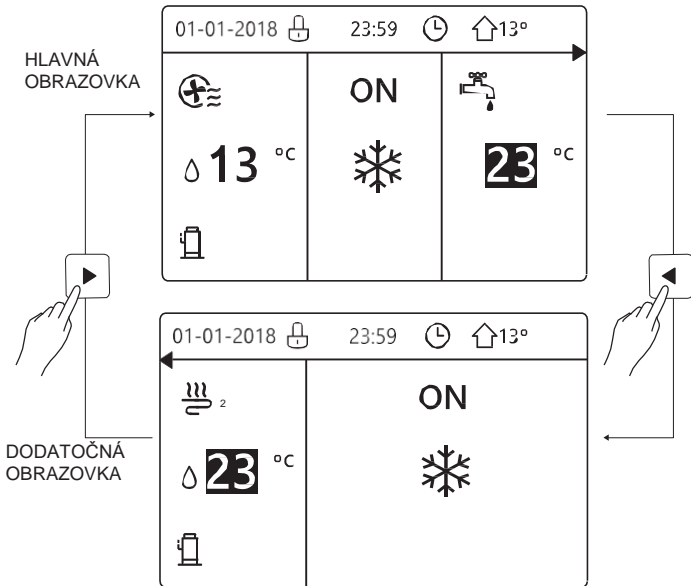 HLAVNÁ
OBRAZOVKA
01-01-2018 23:59 13°
ON
13 °C
23 °C
DODATOČNÁ
OBRAZOVKA
01-01-2018 23:59 13°
2
ON
23 °C